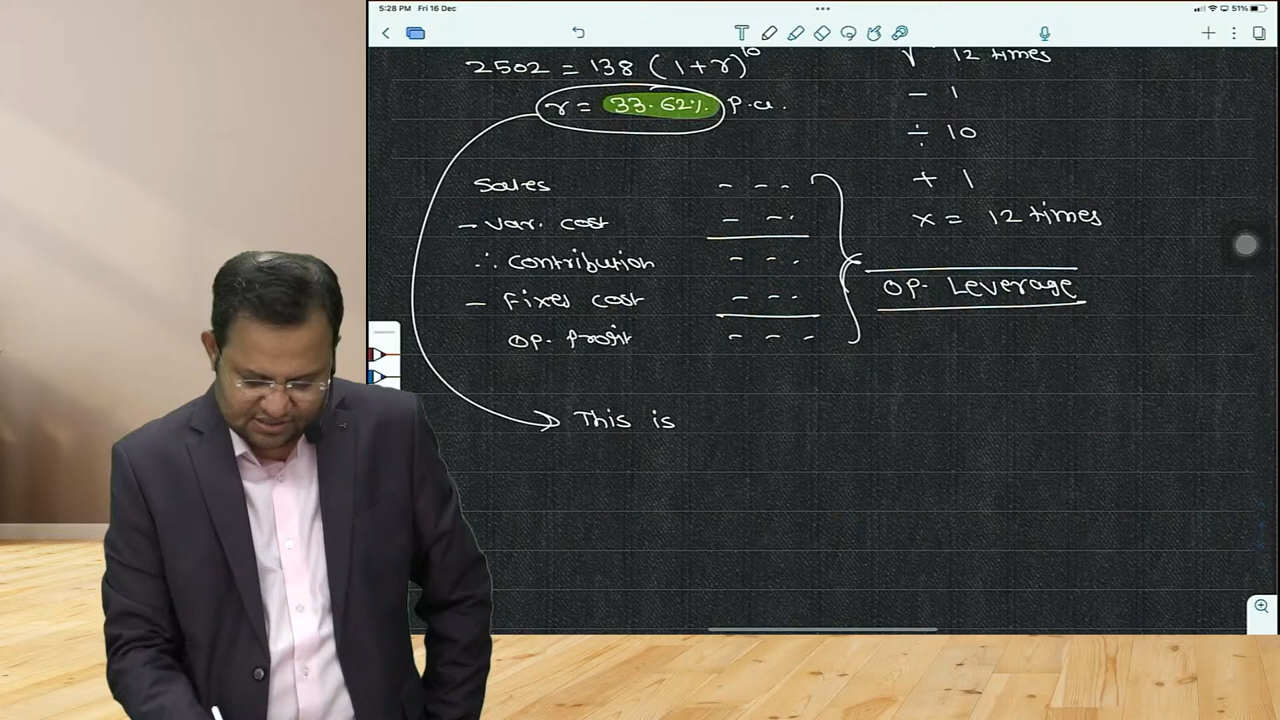 5:28 PM Fri 16 Dec
51%
T
2502 = 138 (1+r)^10
r = 33.62% p.a.
Sales - - -
- Var. cost - - -
∴ Contribution - - -
- Fixes cost - - -
Op. profit - - -
Op. Leverage
→ This is
12 times
- 1
÷ 10
+ 1
x = 12 times